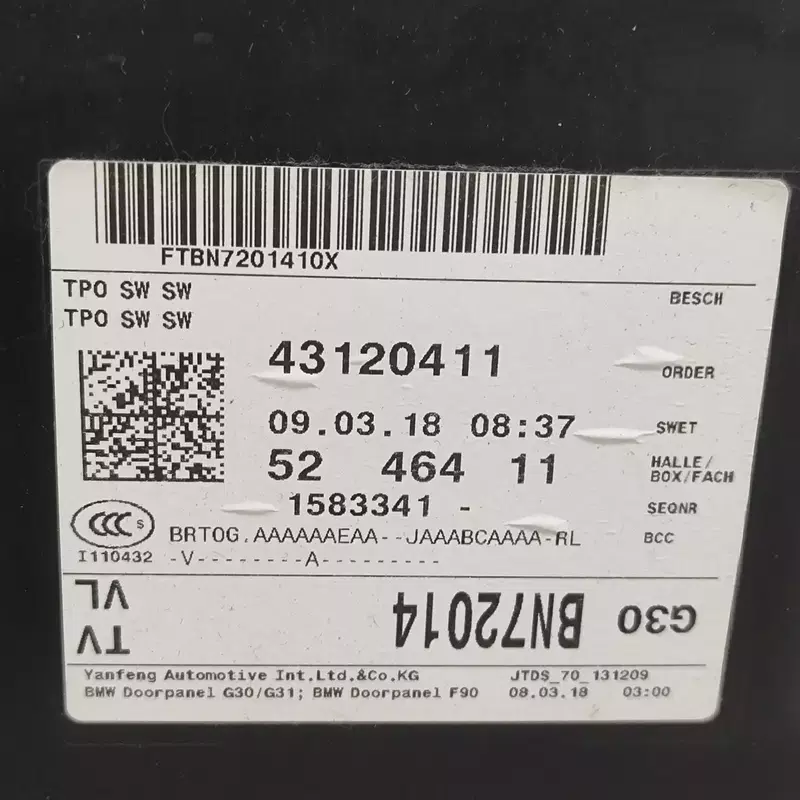 FTBN7201410X
TPO SW SW
TPO SW SW
BESCH
43120411
ORDER
09.03.18 08:37
SWET
52 464 11
HALLE/
BOX/FACH
1583341 -
SEQNR
CCC S
I110432
BRTOG.AAAAAAEAA--JAAABCAAAA-RL
-V--------A---------
BCC
G30 BN72014 TV
VL
Yanfeng Automotive Int.Ltd.&Co.KG
JTDS_70_131209
BMW Doorpanel G30/G31; BMW Doorpanel F90
08.03.18 03:00